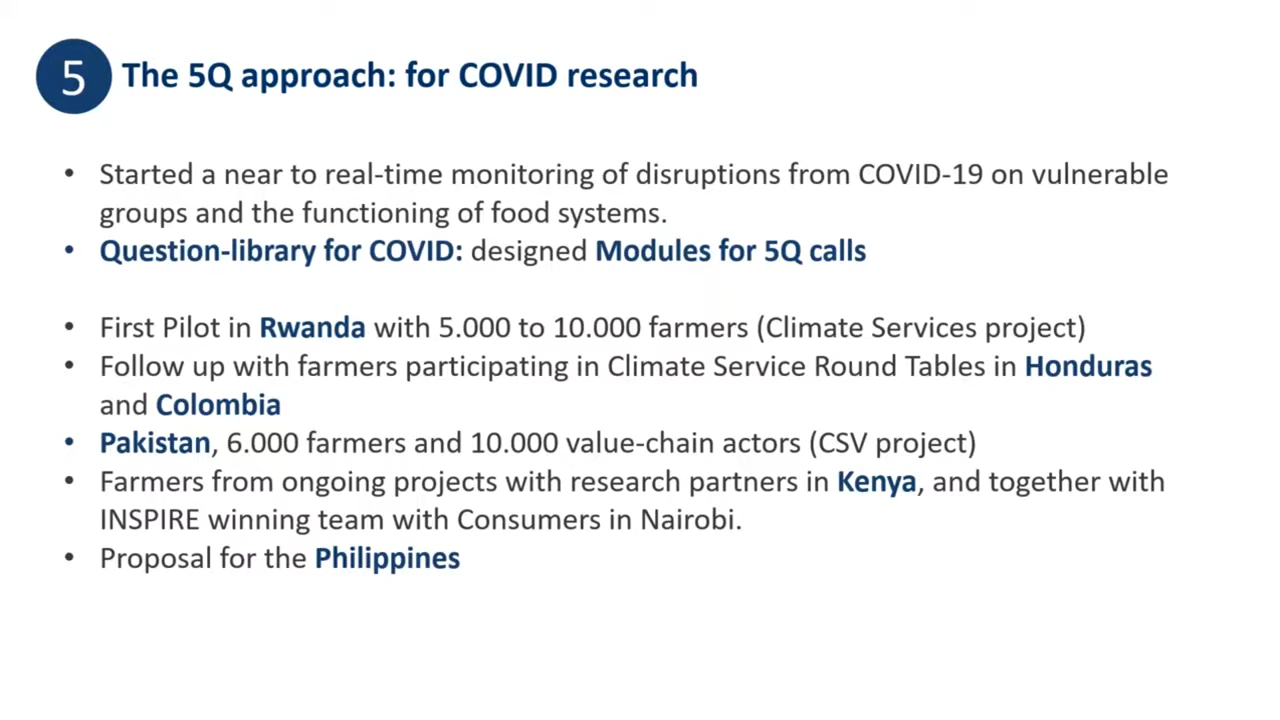 5 The 5Q approach: for COVID research
• Started a near to real-time monitoring of disruptions from COVID-19 on vulnerable
groups and the functioning of food systems.
• Question-library for COVID: designed Modules for 5Q calls
• First Pilot in Rwanda with 5.000 to 10.000 farmers (Climate Services project)
• Follow up with farmers participating in Climate Service Round Tables in Honduras
and Colombia
• Pakistan, 6.000 farmers and 10.000 value-chain actors (CSV project)
• Farmers from ongoing projects with research partners in Kenya, and together with
INSPIRE winning team with Consumers in Nairobi.
• Proposal for the Philippines